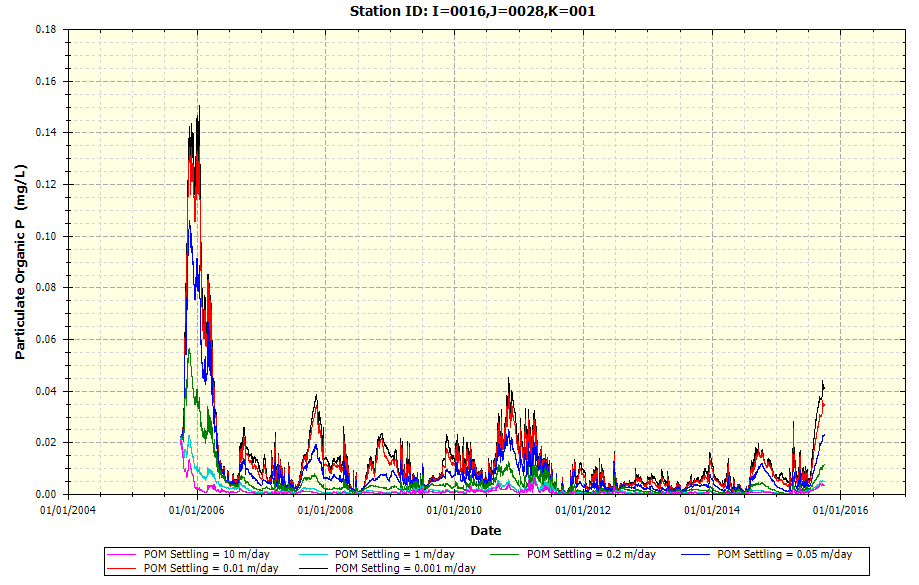 Station ID: I=0016,J=0028,K=001
Particulate Organic P (mg/L)
0.18
0.16
0.14
0.12
0.10
0.08
0.06
0.04
0.02
0.00
01/01/2004 01/01/2006 01/01/2008 01/01/2010 01/01/2012 01/01/2014 01/01/2016
Date
POM Settling = 10 m/day POM Settling = 1 m/day POM Settling = 0.2 m/day POM Settling = 0.05 m/day
POM Settling = 0.01 m/day POM Settling = 0.001 m/day